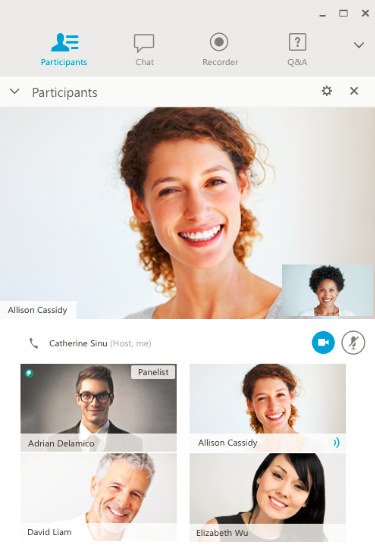 Participants
Chat
Recorder
Q&A
Participants
Allison Cassidy
Catherine Sinu (Host, me)
Panelist
Adrian Delamico
Allison Cassidy
David Liam
Elizabeth Wu